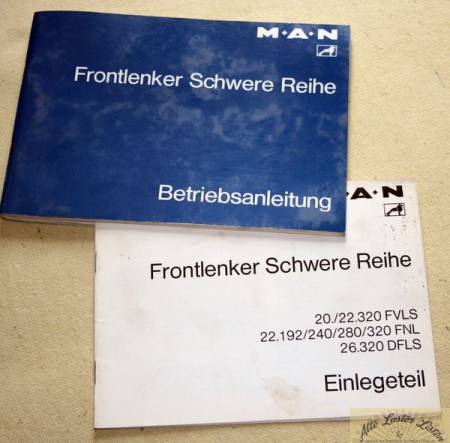 M·A·N
Frontlenker Schwere Reihe
Betriebsanleitung
·A·N
Frontlenker Schwere Reihe
20./22.320 FVLS
22.192/240/280/320 FNL
26.320 DFLS
Einlegeteil
Alte Laster Listen